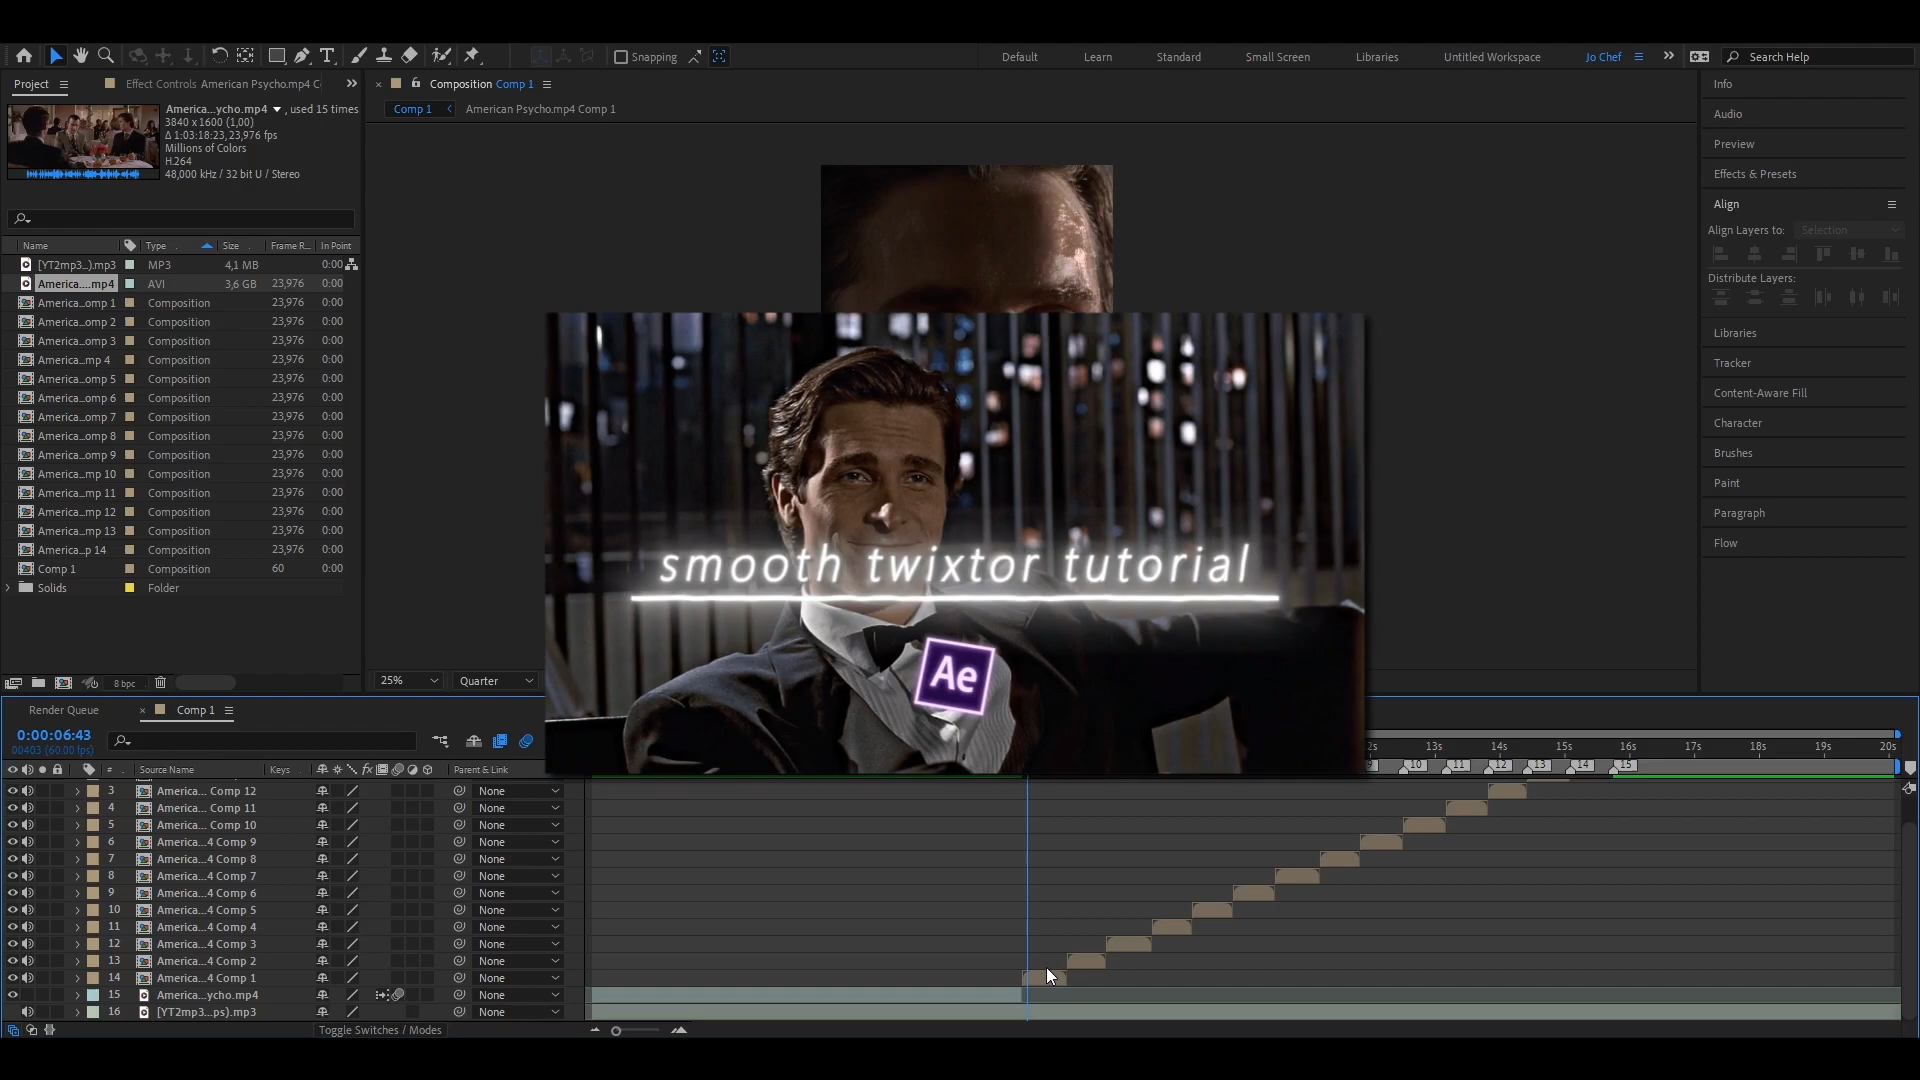 Snapping
Default
Learn
Standard
Small Screen
Libraries
Untitled Workspace
Jo Chef
Search Help
Project
Effect Controls American Psycho.mp4 C
America...ycho.mp4 , used 15 times
3840 x 1600 (1,00)
Δ 1:03:18:23, 23,976 fps
Millions of Colors
H.264
48,000 kHz / 32 bit U / Stereo
Composition Comp 1
Comp 1
American Psycho.mp4 Comp 1
Info
Audio
Preview
Effects & Presets
Align
Align Layers to: Selection
Distribute Layers:
Libraries
Tracker
Content-Aware Fill
Character
Brushes
Paint
Paragraph
Flow
Name Type Size Frame R... In Point
[YT2mp3...).mp3 MP3 4,1 MB 0:00
America....mp4 AVI 3,6 GB 23,976 0:00
America...omp 1 Composition 23,976 0:00
America...omp 2 Composition 23,976 0:00
America...omp 3 Composition 23,976 0:00
America...mp 4 Composition 23,976 0:00
America...omp 5 Composition 23,976 0:00
America...omp 6 Composition 23,976 0:00
America...omp 7 Composition 23,976 0:00
America...omp 8 Composition 23,976 0:00
America...omp 9 Composition 23,976 0:00
America...mp 10 Composition 23,976 0:00
America...mp 11 Composition 23,976 0:00
America...mp 12 Composition 23,976 0:00
America...mp 13 Composition 23,976 0:00
America...p 14 Composition 23,976 0:00
Comp 1 Composition 60 0:00
Solids Folder
8 bpc
25%
Quarter
smooth twixtor tutorial
Ae
Render Queue
Comp 1
0:00:06:43
00403 (60.00 fps)
2s 13s 14s 15s 16s 17s 18s 19s 20s
9 10 11 12 13 14 15
# Source Name Keys fx Parent & Link
3 America... Comp 12 None
4 America... Comp 11 None
5 America... Comp 10 None
6 America...4 Comp 9 None
7 America...4 Comp 8 None
8 America...4 Comp 7 None
9 America...4 Comp 6 None
10 America...4 Comp 5 None
11 America...4 Comp 4 None
12 America...4 Comp 3 None
13 America...4 Comp 2 None
14 America...4 Comp 1 None
15 America...ycho.mp4 None
16 [YT2mp3...ps).mp3 None
Toggle Switches / Modes